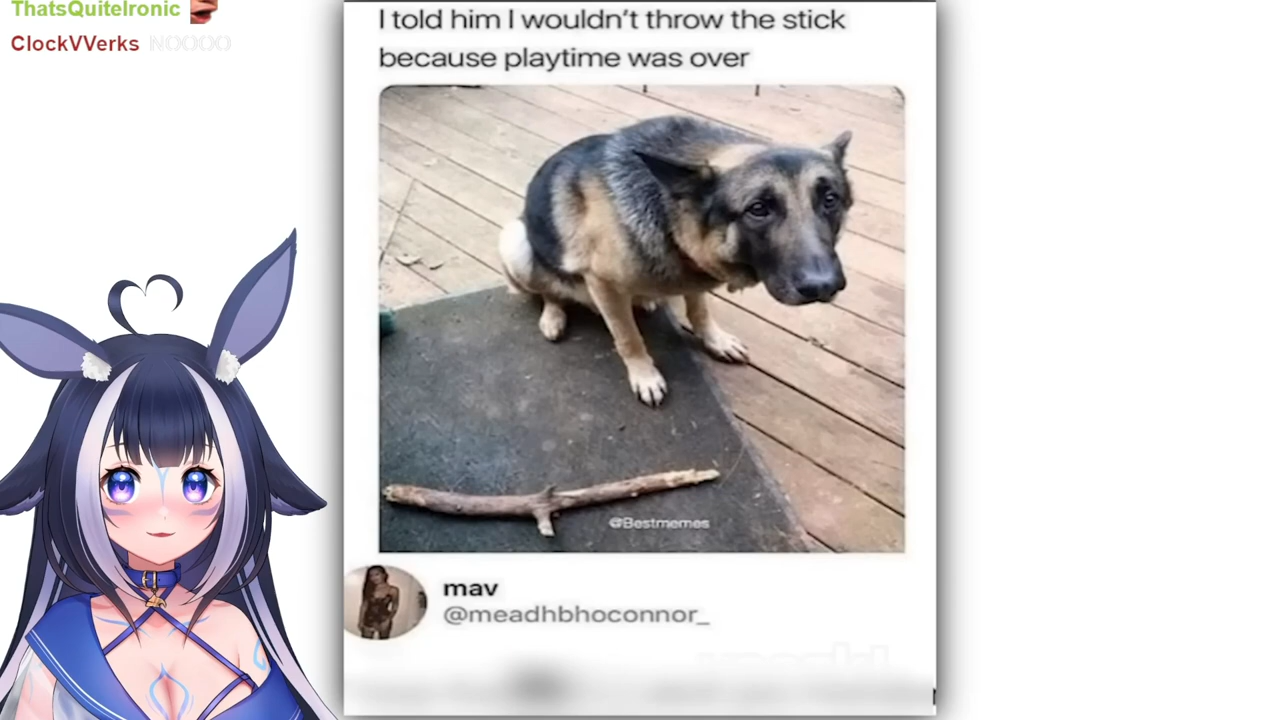 ThatsQuiteIronic
ClockVVerks NOOOO
I told him I wouldn't throw the stick
because playtime was over
@Bestmemes
mav
@meadhbhoconnor_